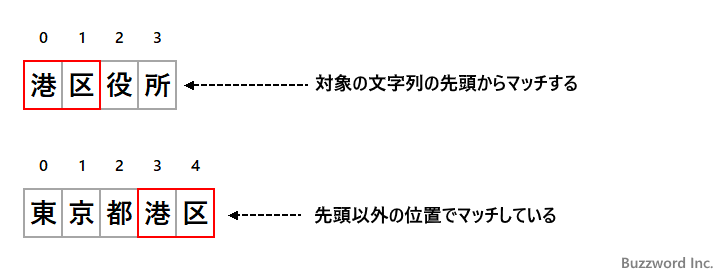 0 1 2 3
港区役所 対象の文字列の先頭からマッチする
0 1 2 3 4
東京都港区 先頭以外の位置でマッチしている
Buzzword Inc.